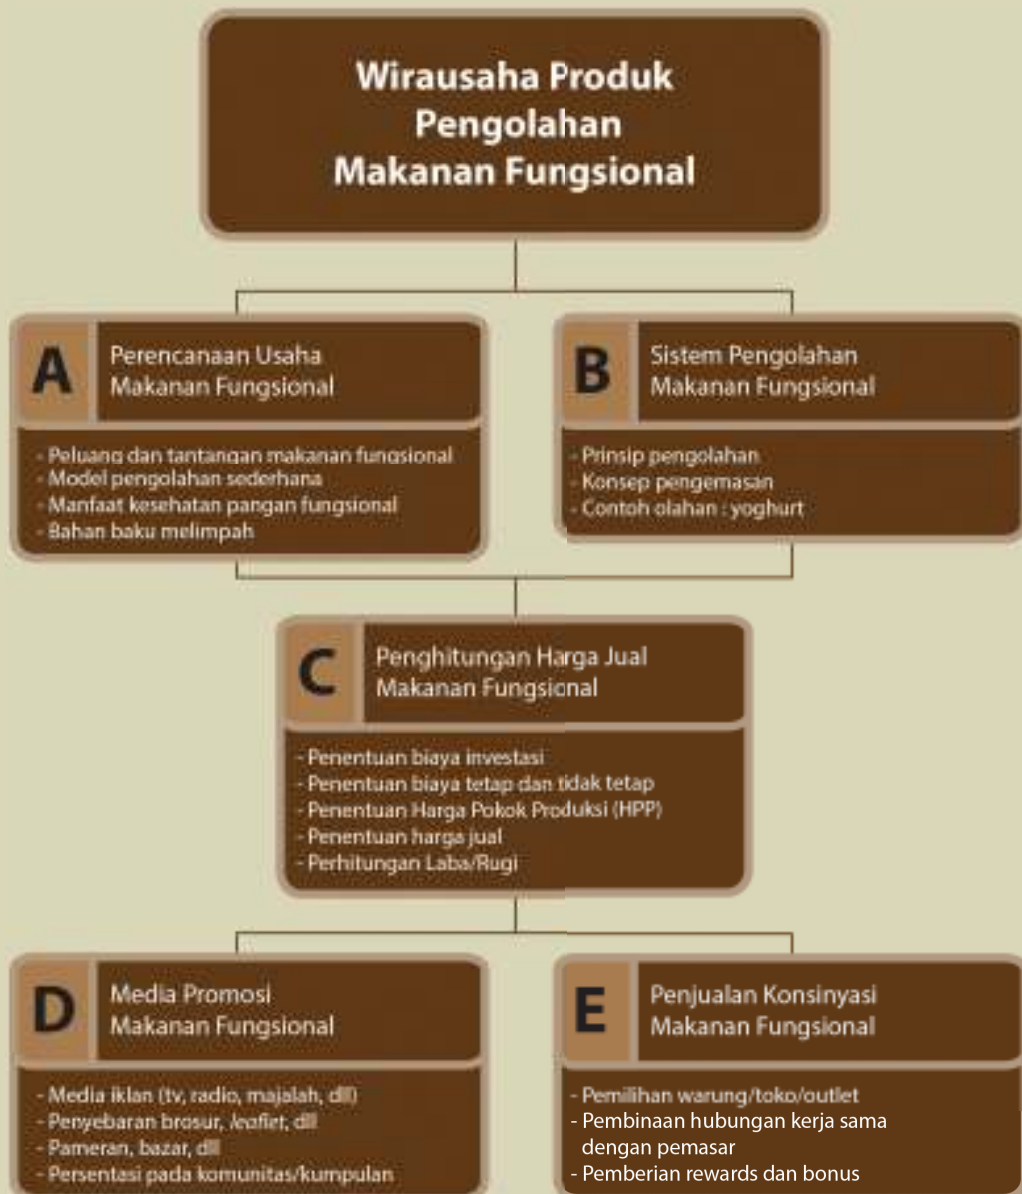 Wirausaha Produk
Pengolahan
Makanan Fungsional
A
Perencanaan Usaha
Makanan Fungsional
- Peluang dan tantangan makanan fungsional
- Model pengolahan sederhana
- Manfaat kesehatan pangan fungsional
- Bahan baku melimpah
B
Sistem Pengolahan
Makanan Fungsional
- Prinsip pengolahan
- Konsep pengemasan
- Contoh olahan : yoghurt
C
Penghitungan Harga Jual
Makanan Fungsional
- Penentuan biaya investasi
- Penentuan biaya tetap dan tidak tetap
- Penentuan Harga Pokok Produksi (HPP)
- Penentuan harga jual
- Perhitungan Laba/Rugi
D
Media Promosi
Makanan Fungsional
- Media iklan (tv, radio, majalah, dll)
- Penyebaran brosur, leaflet, dll
- Pameran, bazar, dll
- Persentasi pada komunitas/kumpulan
E
Penjualan Konsinyasi
Makanan Fungsional
- Pemilihan warung/toko/outlet
- Pembinaan hubungan kerja sama
dengan pemasar
- Pemberian rewards dan bonus